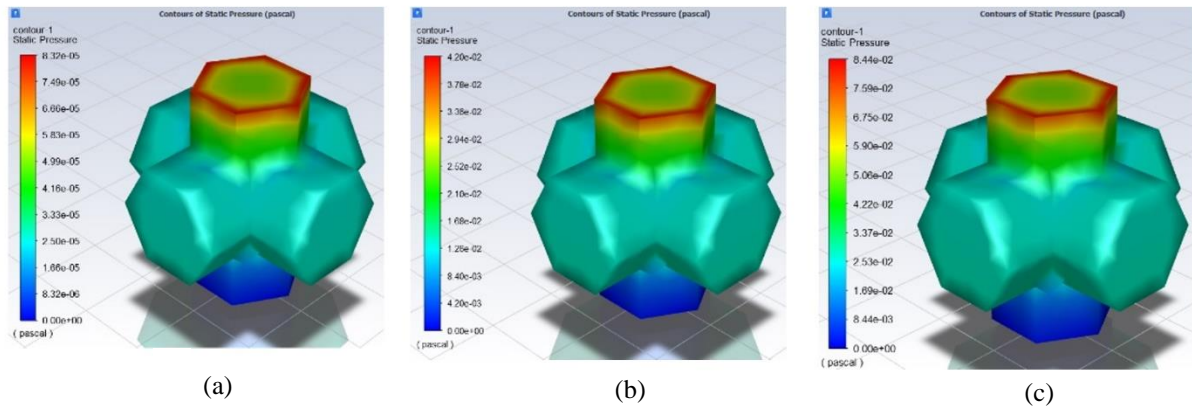 Contours of Static Pressure (pascal)
contour-1
Static Pressure
8.32e-05
7.49e-05
6.66e-05
5.83e-05
4.99e-05
4.16e-05
3.33e-05
2.50e-05
1.66e-05
8.32e-06
0.00e+00
( pascal )
(a)
Contours of Static Pressure (pascal)
contour-1
Static Pressure
4.20e-02
3.78e-02
3.36e-02
2.94e-02
2.52e-02
2.10e-02
1.68e-02
1.26e-02
8.40e-03
4.20e-03
0.00e+00
( pascal )
(b)
Contours of Static Pressure (pascal)
contour-1
Static Pressure
8.44e-02
7.59e-02
6.75e-02
5.90e-02
5.06e-02
4.22e-02
3.37e-02
2.53e-02
1.69e-02
8.44e-03
0.00e+00
( pascal )
(c)